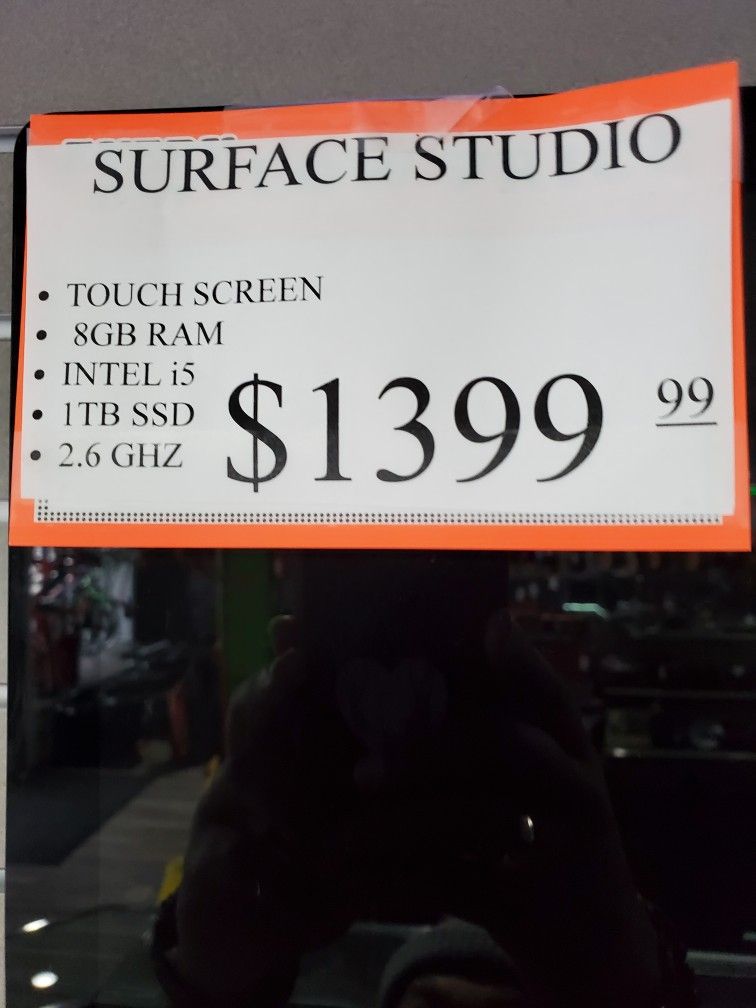 SURFACE STUDIO
• TOUCH SCREEN
• 8GB RAM
• INTEL i5
• 1TB SSD
• 2.6 GHZ
$1399 99